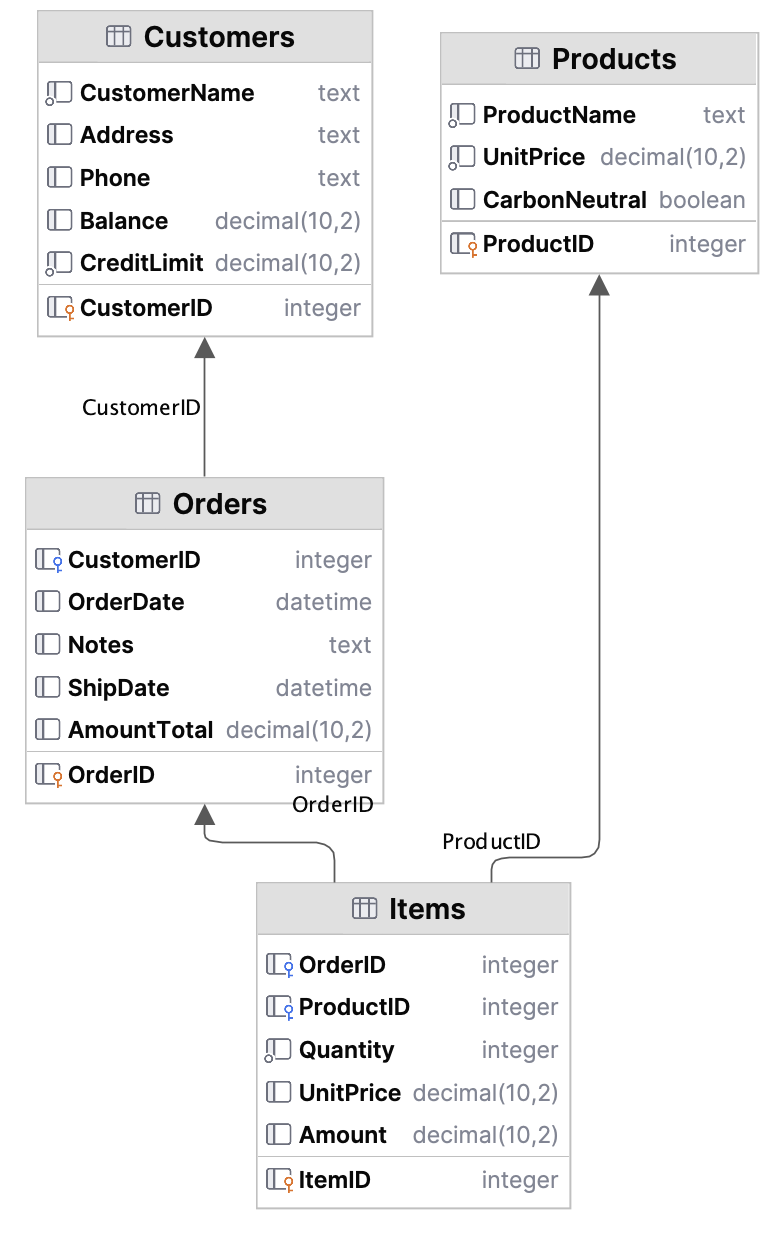 Customers
CustomerName text
Address text
Phone text
Balance decimal(10,2)
CreditLimit decimal(10,2)
CustomerID integer
Products
ProductName text
UnitPrice decimal(10,2)
CarbonNeutral boolean
ProductID integer
CustomerID
Orders
CustomerID integer
OrderDate datetime
Notes text
ShipDate datetime
AmountTotal decimal(10,2)
OrderID integer
OrderID
ProductID
Items
OrderID integer
ProductID integer
Quantity integer
UnitPrice decimal(10,2)
Amount decimal(10,2)
ItemID integer